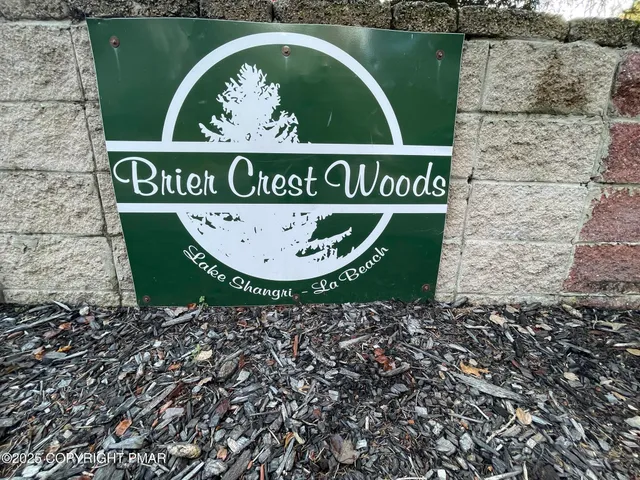 Brier Crest Woods
Lake Shangri - La Beach
©2025 COPYRIGHT PMAR